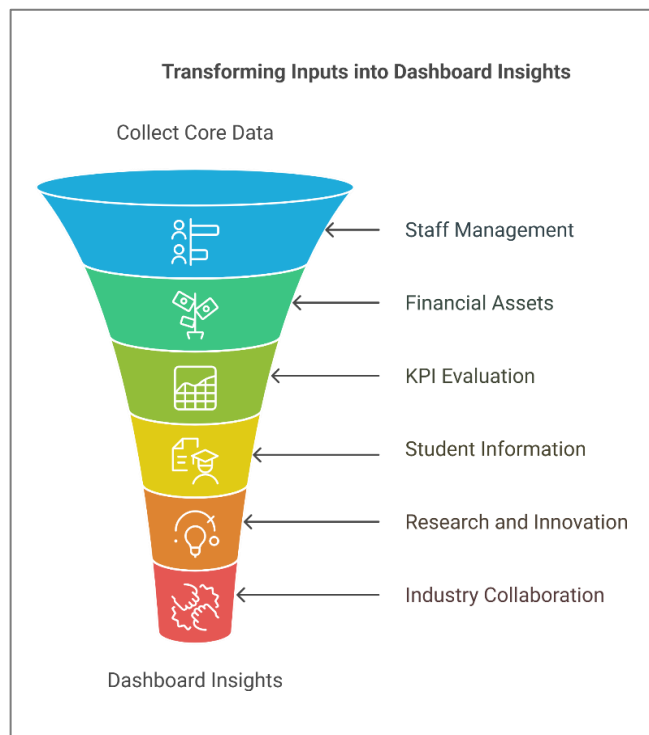 Transforming Inputs into Dashboard Insights
Collect Core Data
Staff Management
Financial Assets
KPI Evaluation
Student Information
Research and Innovation
Industry Collaboration
Dashboard Insights